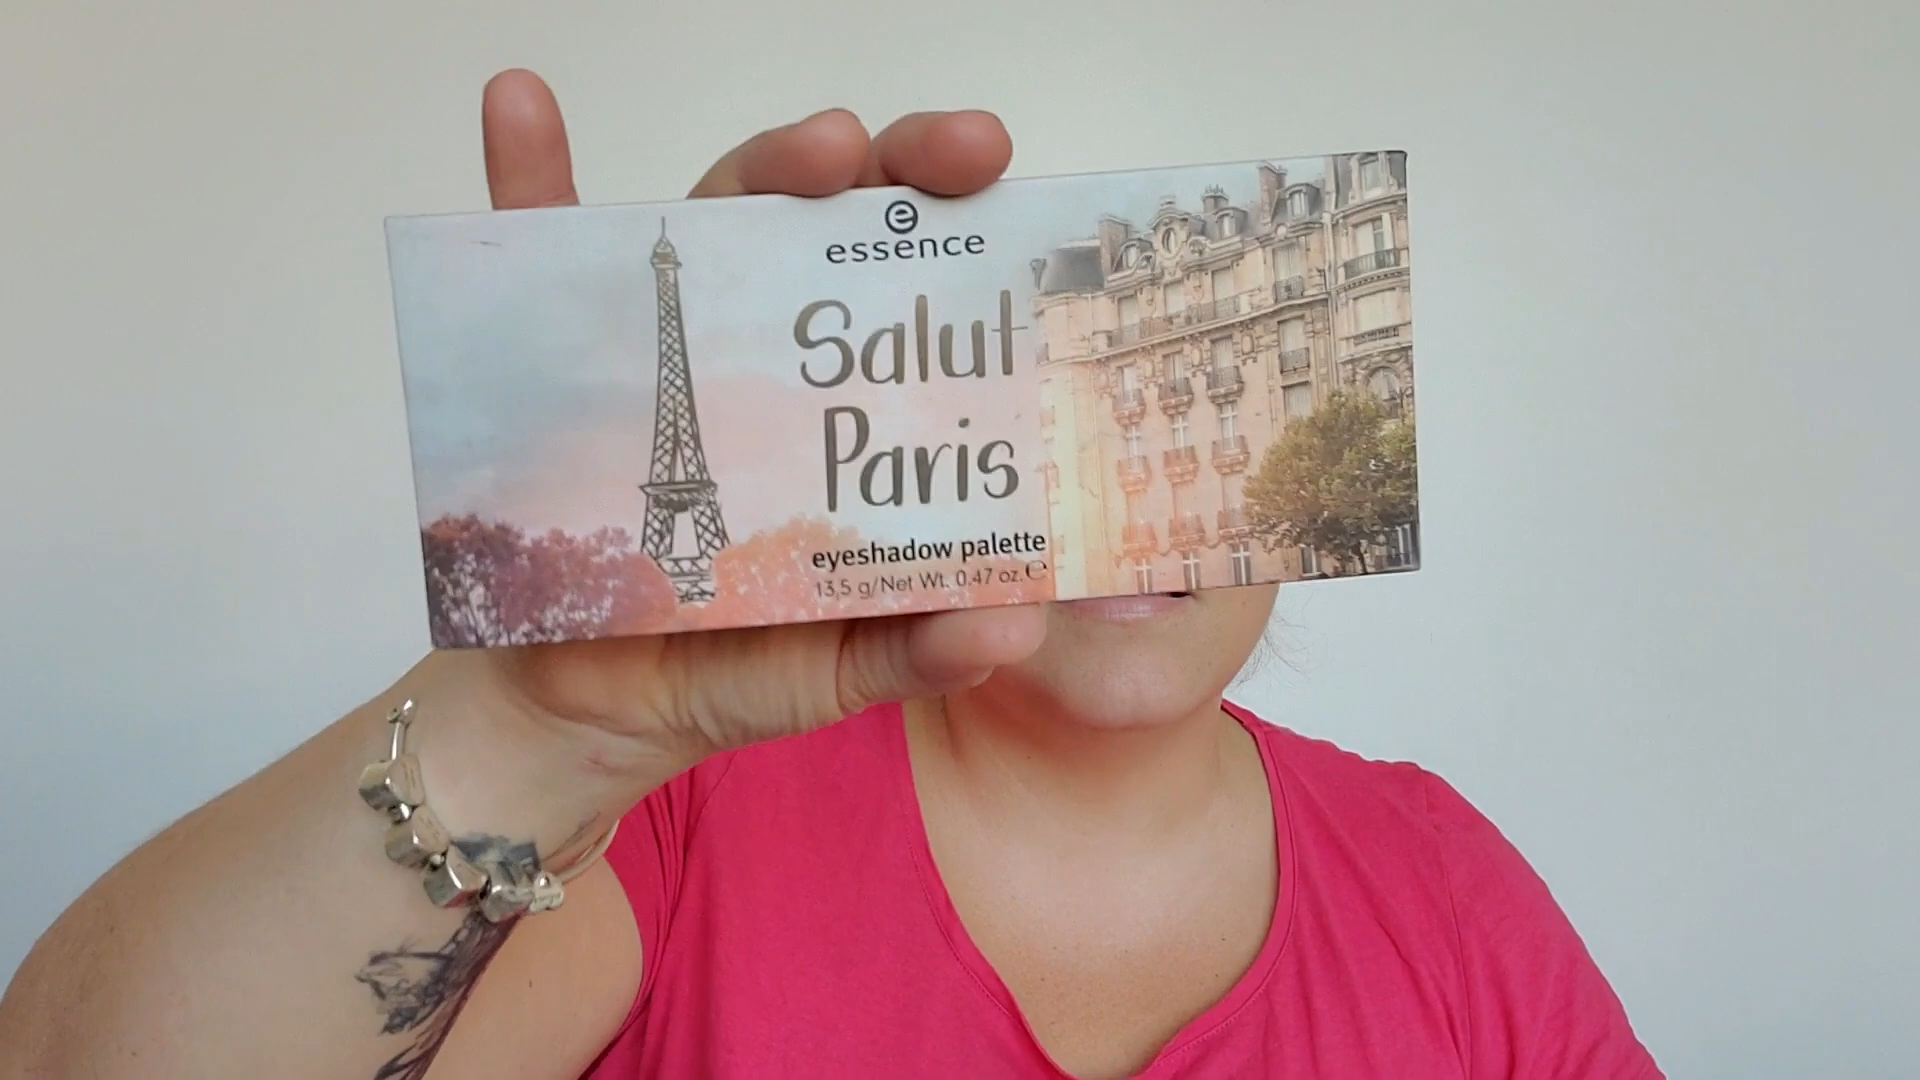 e
essence
Salut
Paris
eyeshadow palette
13,5 g/Net Wt. 0.47 oz.℮